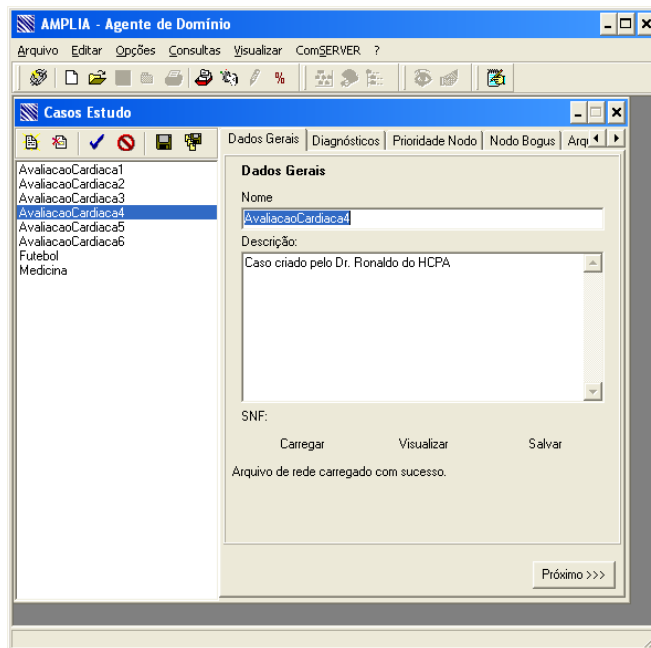 AMPLIA - Agente de Domínio
Arquivo Editar Opções Consultas Visualizar ComSERVER ?
%
Casos Estudo
Dados Gerais Diagnósticos Prioridade Nodo Nodo Bogus Arq
AvaliacaoCardiaca1
AvaliacaoCardiaca2
AvaliacaoCardiaca3
AvaliacaoCardiaca4
AvaliacaoCardiaca5
AvaliacaoCardiaca6
Futebol
Medicina
Dados Gerais
Nome
AvaliacaoCardiaca4
Descrição:
Caso criado pelo Dr. Ronaldo do HCPA
SNF:
Carregar Visualizar Salvar
Arquivo de rede carregado com sucesso.
Próximo >>>